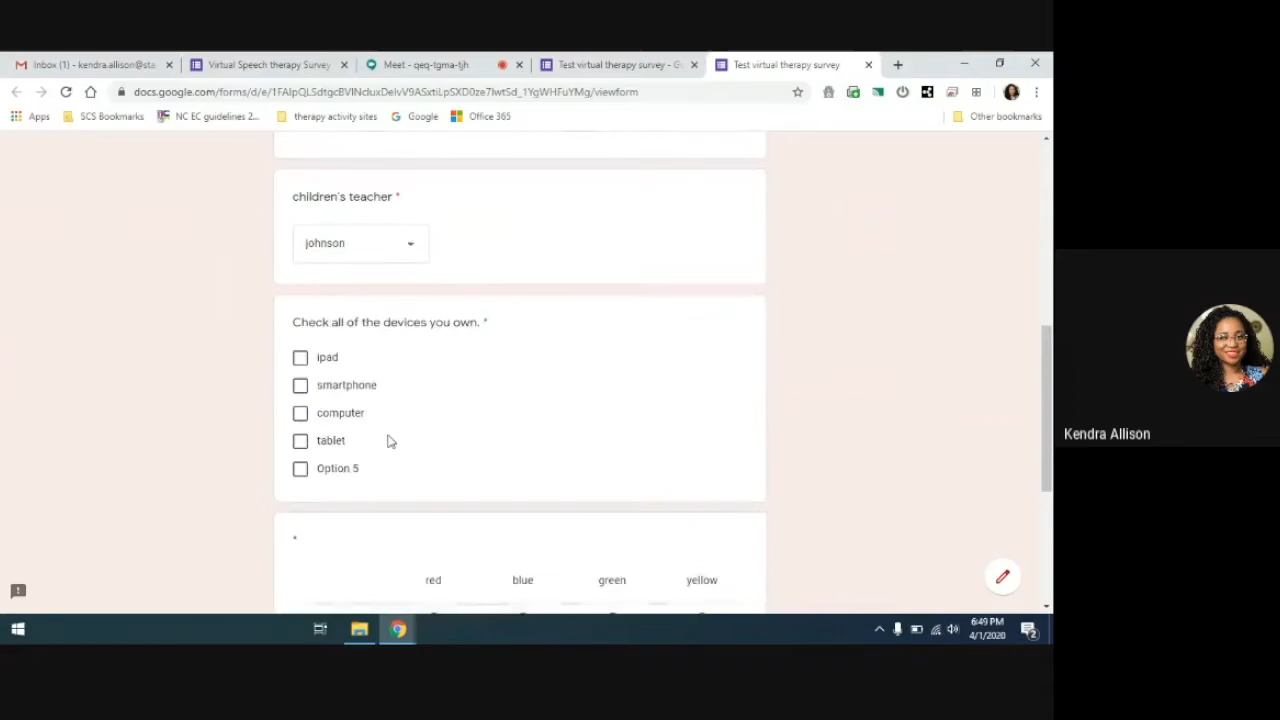 Inbox (1) - kendra.allison@sta
Virtual Speech therapy Survey
Meet - qeq-tgma-tjh
Test virtual therapy survey - G
Test virtual therapy survey
docs.google.com/forms/d/e/1FAIpQLSdtgcBVINcluxDeIvV9ASxtiLpSXD0ze7IwtSd_1YgWHFuYMg/viewform
Apps
SCS Bookmarks
NC EC guidelines 2...
therapy activity sites
Google
Office 365
Other bookmarks
children's teacher *
johnson
Check all of the devices you own. *
ipad
smartphone
computer
tablet
Option 5
*
red blue green yellow
Kendra Allison
6:49 PM
4/1/2020
2